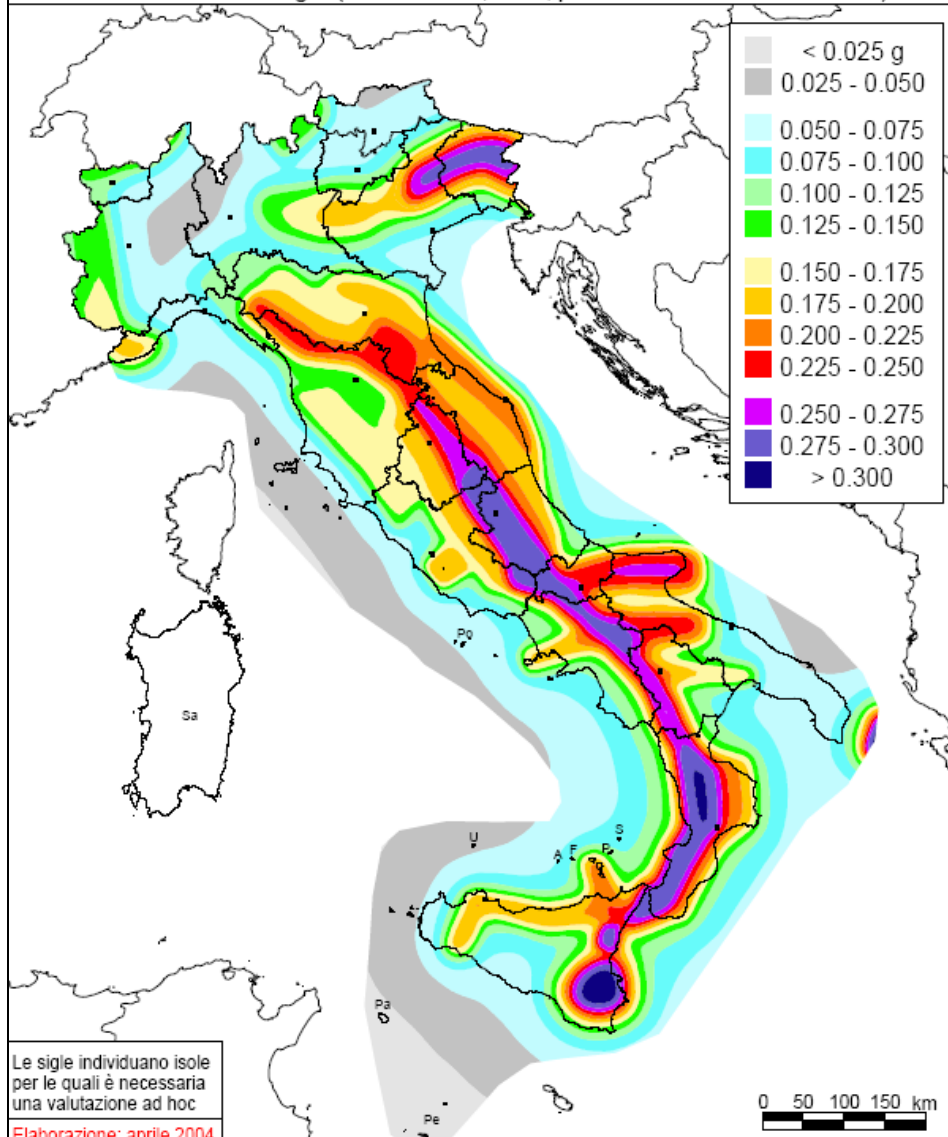 < 0.025 g
0.025 - 0.050
0.050 - 0.075
0.075 - 0.100
0.100 - 0.125
0.125 - 0.150
0.150 - 0.175
0.175 - 0.200
0.200 - 0.225
0.225 - 0.250
0.250 - 0.275
0.275 - 0.300
> 0.300
Po
Sa
U
A
F
P
S
Pa
Pe
Le sigle individuano isole
per le quali è necessaria
una valutazione ad hoc
Elaborazione: aprile 2004
0 50 100 150 km